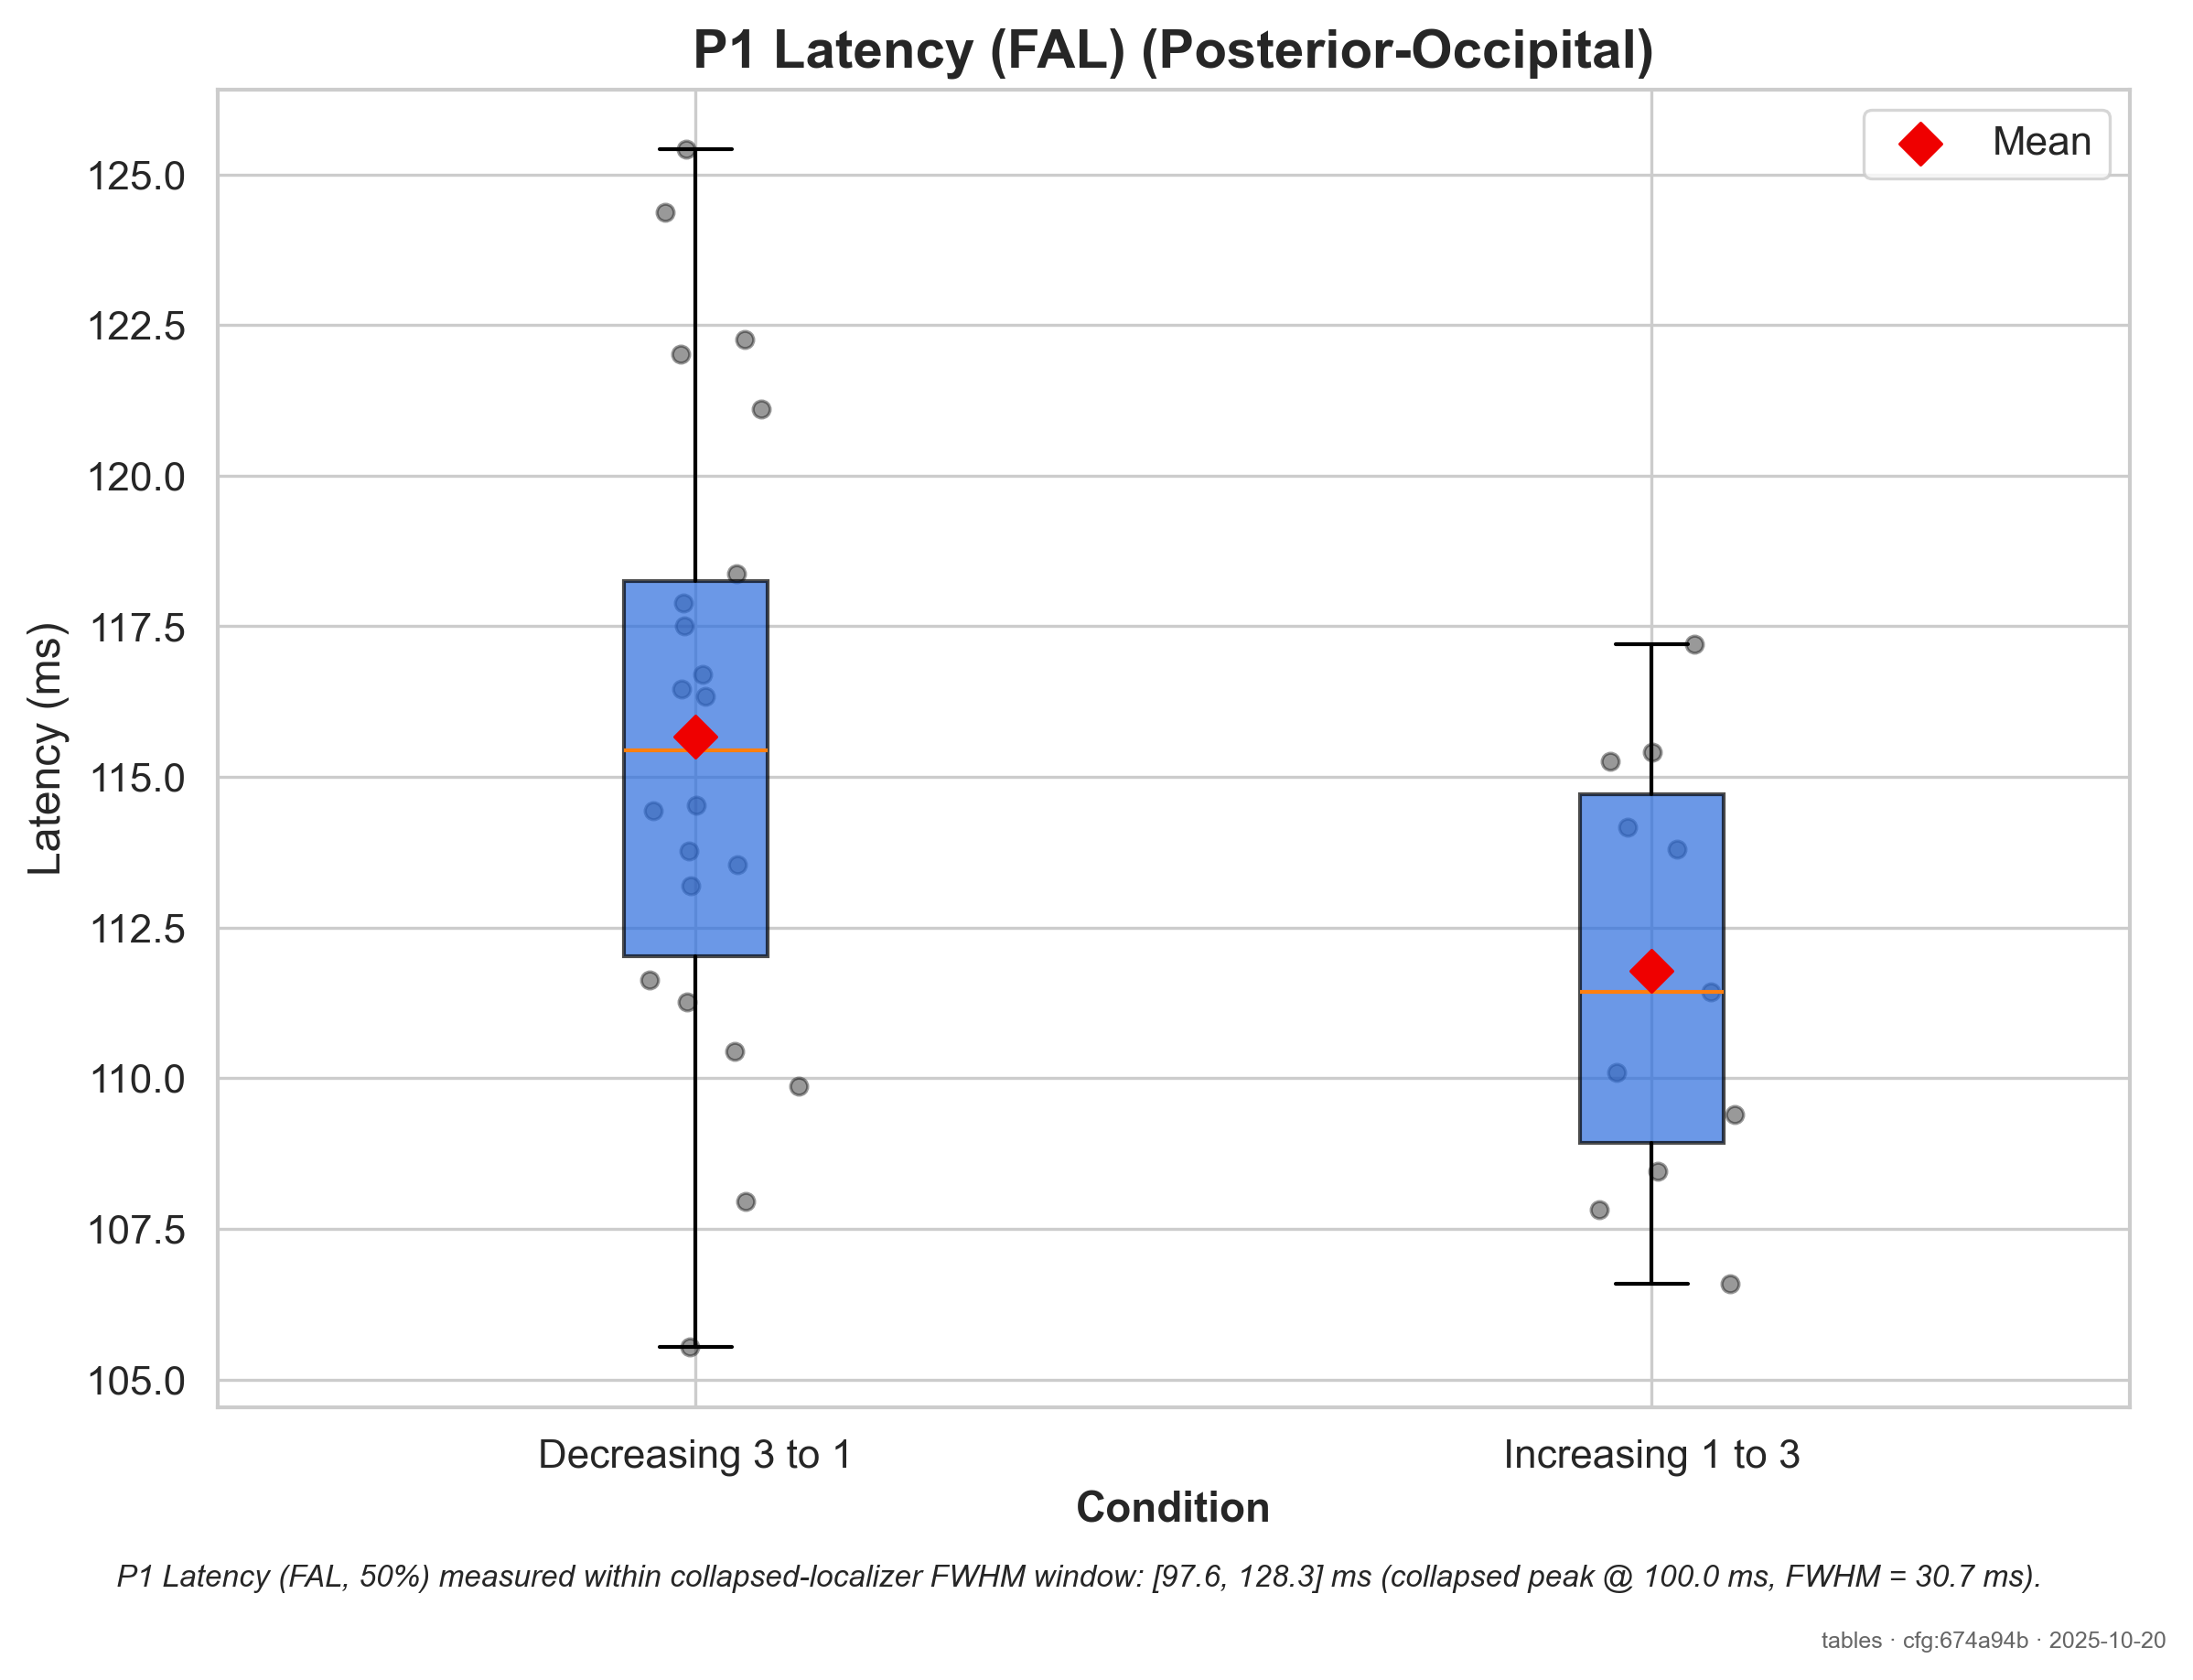 P1 Latency (FAL) (Posterior-Occipital)
Mean
125.0
122.5
120.0
117.5
115.0
112.5
110.0
107.5
105.0
Latency (ms)
Decreasing 3 to 1
Increasing 1 to 3
Condition
P1 Latency (FAL, 50%) measured within collapsed-localizer FWHM window: [97.6, 128.3] ms (collapsed peak @ 100.0 ms, FWHM = 30.7 ms).
tables · cfg:674a94b · 2025-10-20